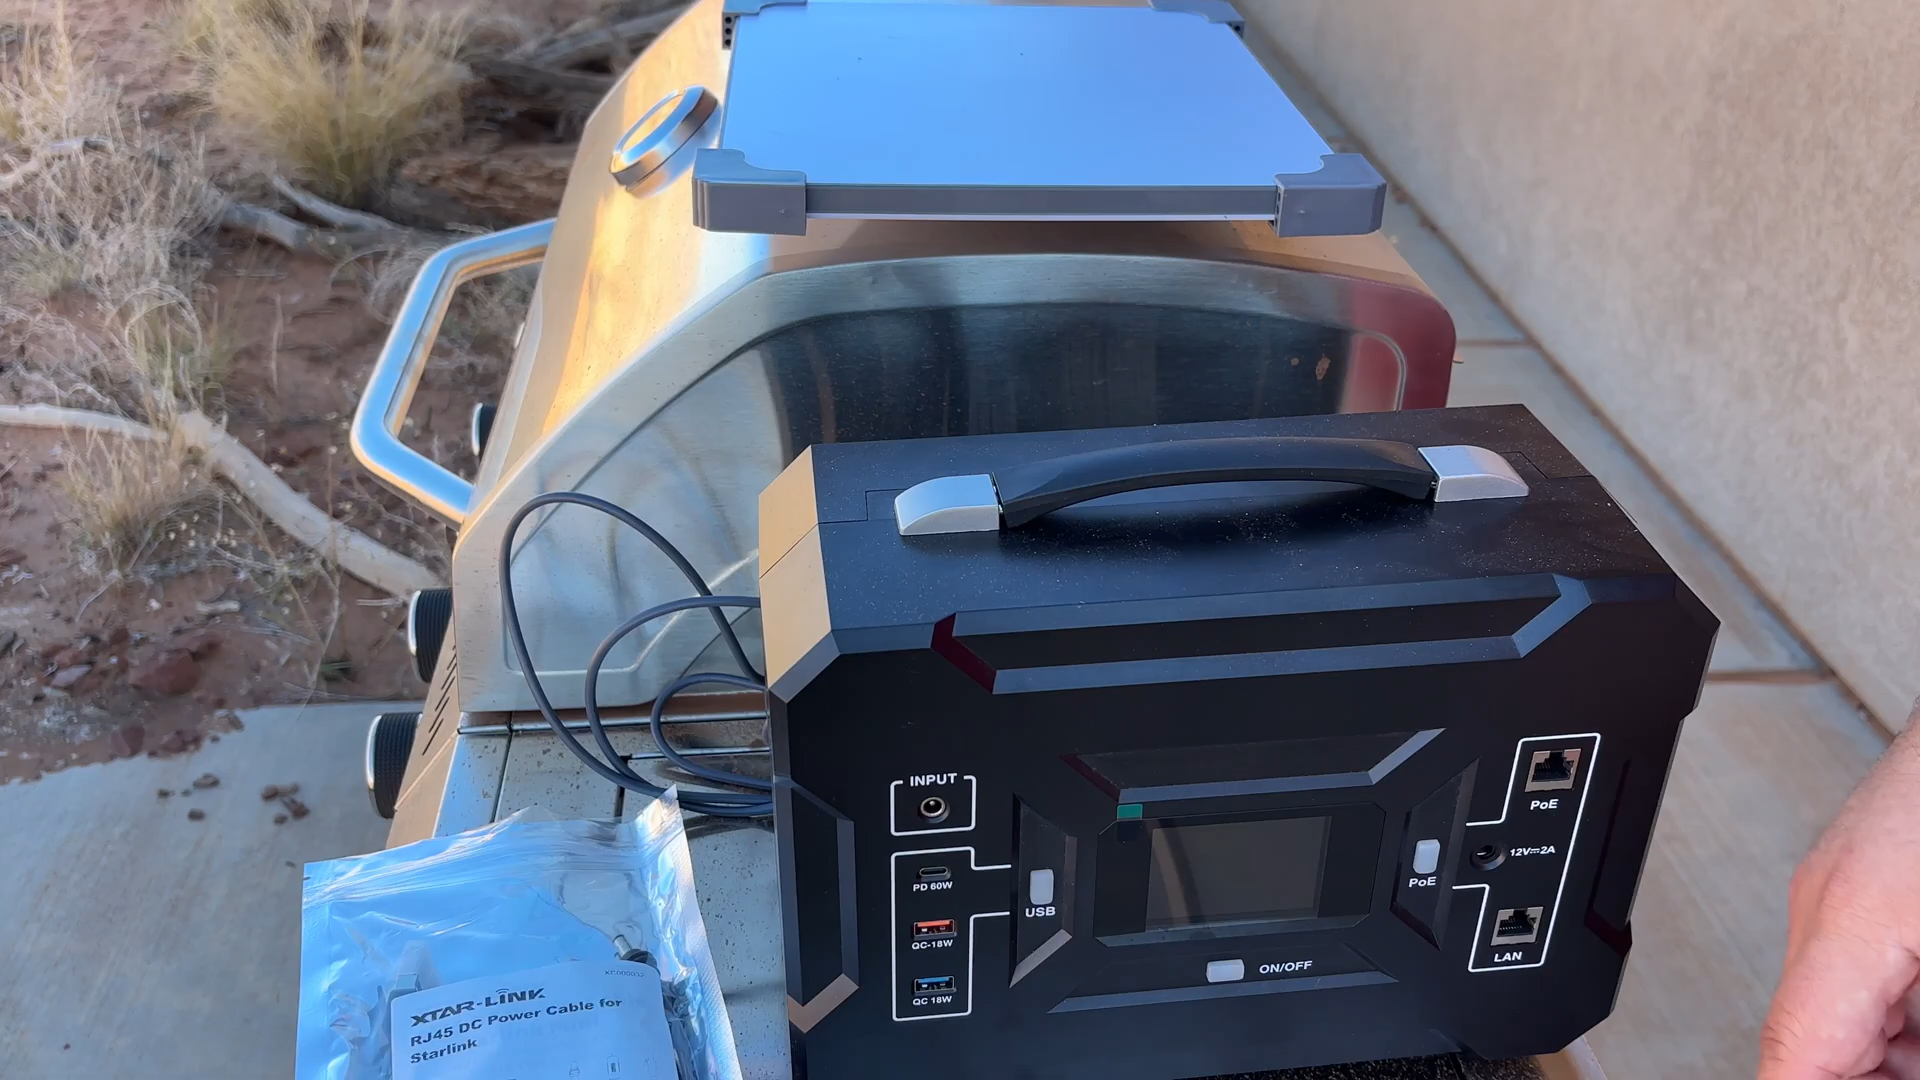 INPUT
PD 60W
QC-18W
QC 18W
USB
ON/OFF
PoE
PoE
12V⎓2A
LAN
XTAR-LINK
RJ45 DC Power Cable for
Starlink